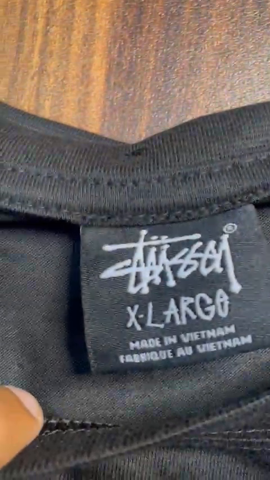 Stüssy®
X-LARGE
MADE IN VIETNAM
FABRIQUE AU VIETNAM